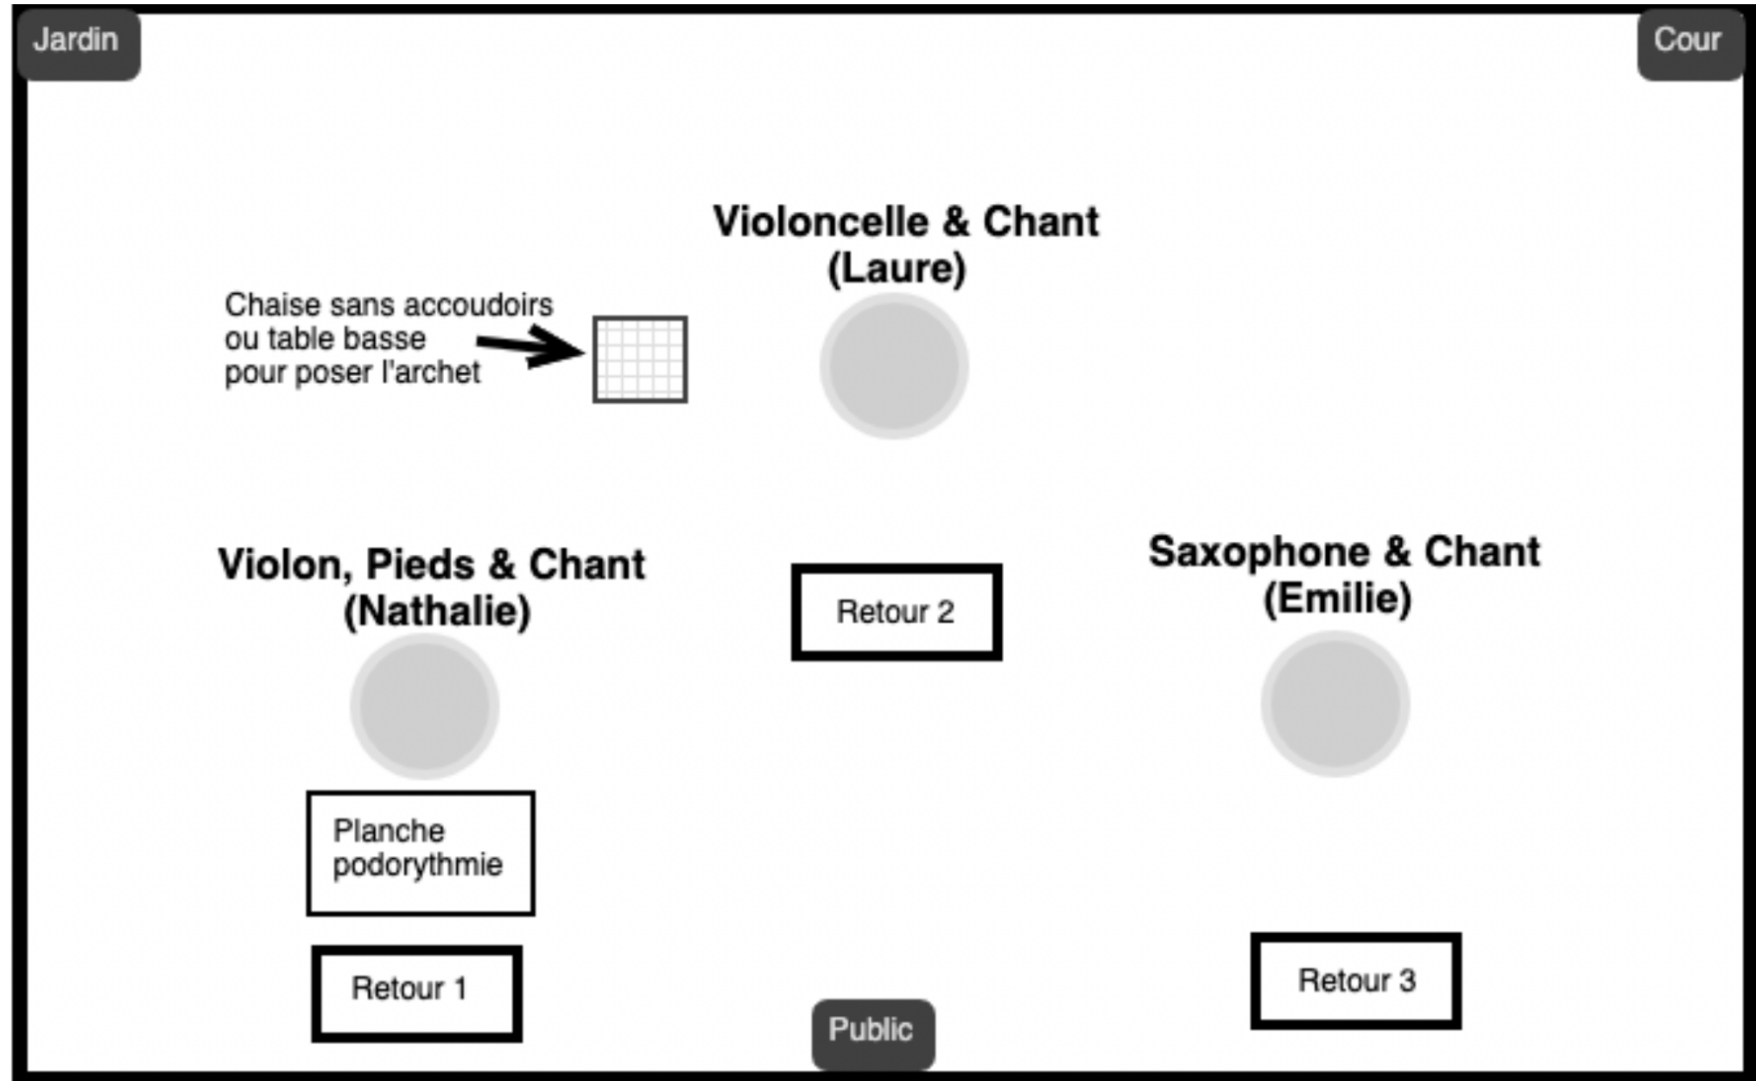 Jardin
Cour
Violoncelle & Chant
(Laure)
Chaise sans accoudoirs
ou table basse
pour poser l'archet
Violon, Pieds & Chant
(Nathalie)
Retour 2
Saxophone & Chant
(Emilie)
Planche
podorythmie
Retour 1
Retour 3
Public